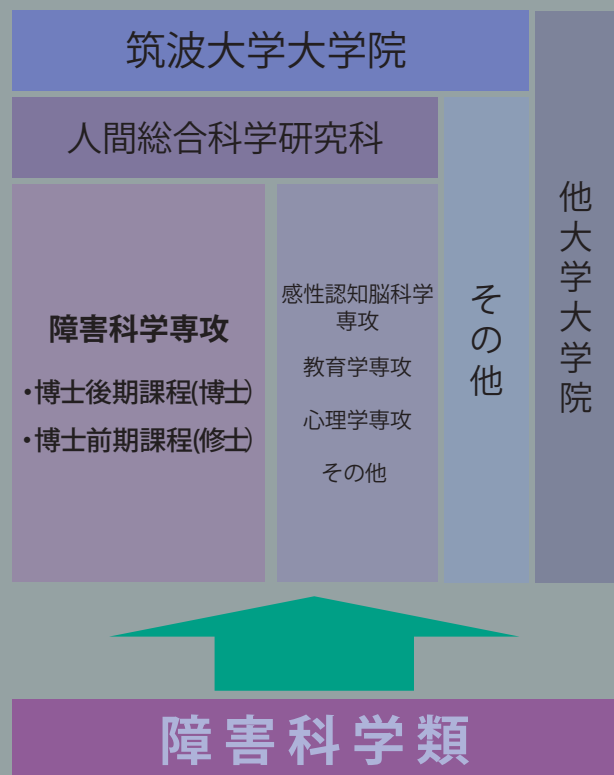 筑波大学大学院
人間総合科学研究科
障害科学専攻
・博士後期課程(博士)
・博士前期課程(修士)
感性認知脳科学
専攻
教育学専攻
心理学専攻
その他
その他
他大学大学院
障害科学類